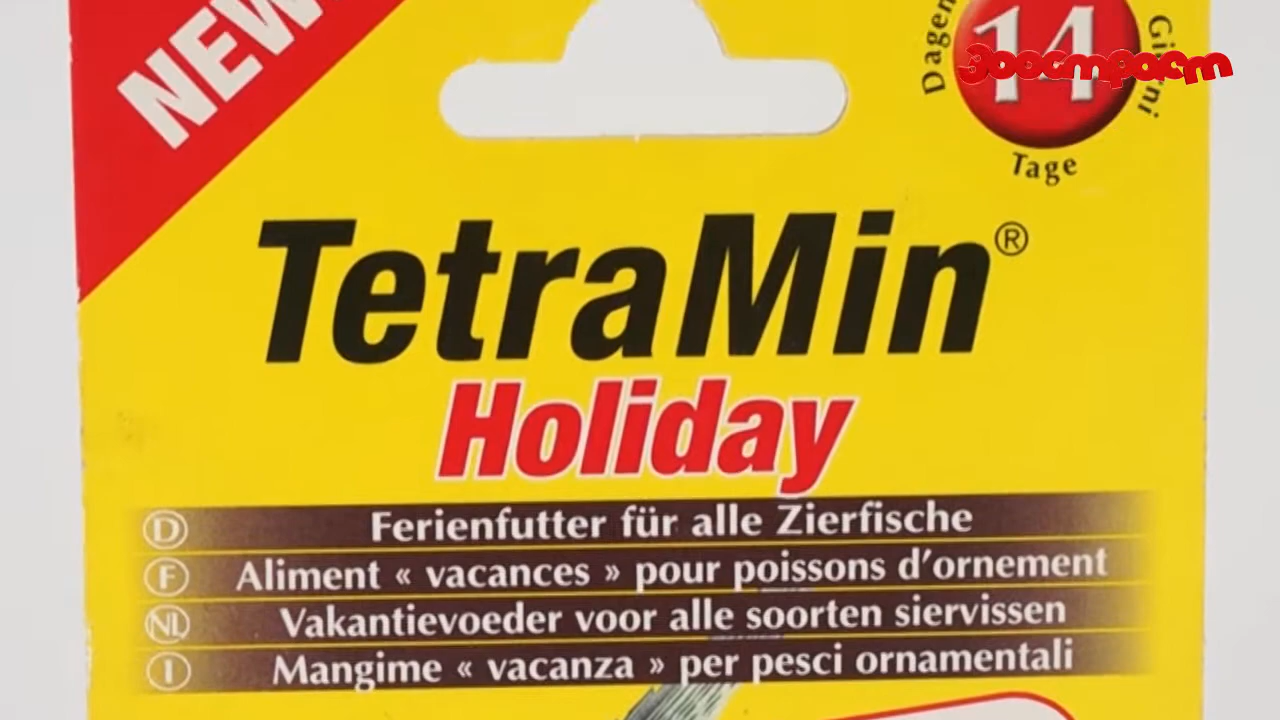 NEW
Dagen 14 Giorni
Зоострастт
Tage
TetraMin®
Holiday
D Ferienfutter für alle Zierfische
F Aliment « vacances » pour poissons d’ornement
NL Vakantievoeder voor alle soorten siervissen
I Mangime « vacanza » per pesci ornamentali